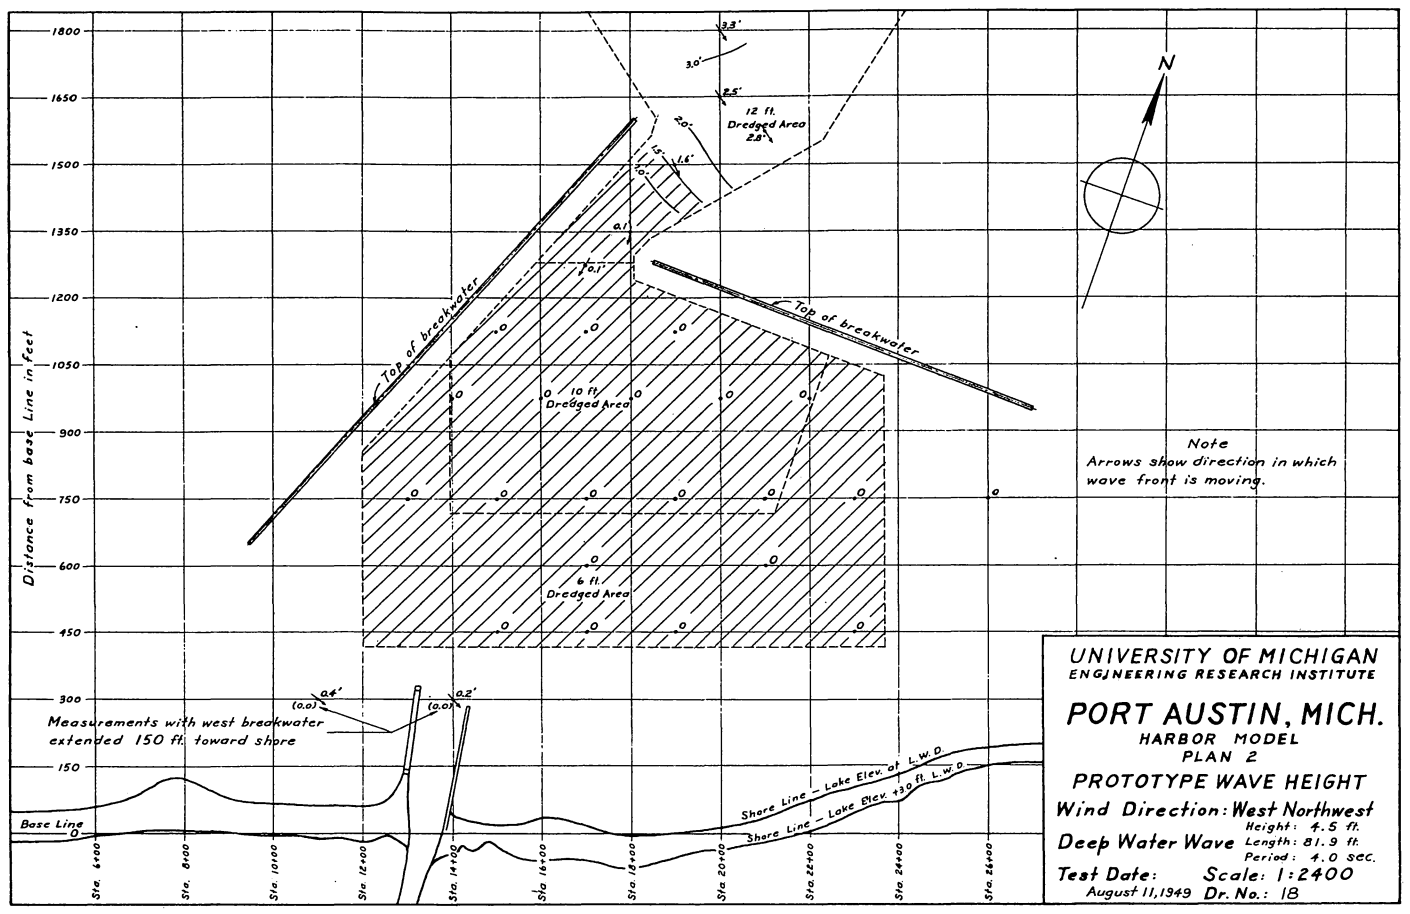 1800
1650
1500
1350
1200
1050
900
750
600
450
300
150
0
Distance from base Line in feet
Base Line
3.3'
3.0'
2.5'
12 ft.
Dredged Area
2.8'
2.0'
1.5'
1.6'
1.0'
0.1
0.1'
N
Top of breakwater
Top of breakwater
0 0 0
0 0 0 0 0
10 ft.
Dredged Area
0 0 0 0 0 0 0
0 0
6 ft.
Dredged Area
0 0 0 0
Note
Arrows show direction in which
wave front is moving.
0.4'
(0.0)
0.2'
(0.0)
Measurements with west breakwater
extended 150 ft. toward shore
Shore Line - Lake Elev. at L.W.D.
Shore Line - Lake Elev. +3.0 ft. L.W.D.
Sta. 6+00
Sta. 8+00
Sta. 10+00
Sta. 12+00
Sta. 14+00
Sta. 16+00
Sta. 18+00
Sta. 20+00
Sta. 22+00
Sta. 24+00
Sta. 26+00
UNIVERSITY OF MICHIGAN
ENGINEERING RESEARCH INSTITUTE
PORT AUSTIN, MICH.
HARBOR MODEL
PLAN 2
PROTOTYPE WAVE HEIGHT
Wind Direction: West Northwest
Height: 4.5 ft.
Deep Water Wave Length: 81.9 ft.
Period: 4.0 sec.
Test Date: Scale: 1:2400
August 11, 1949 Dr. No.: 18